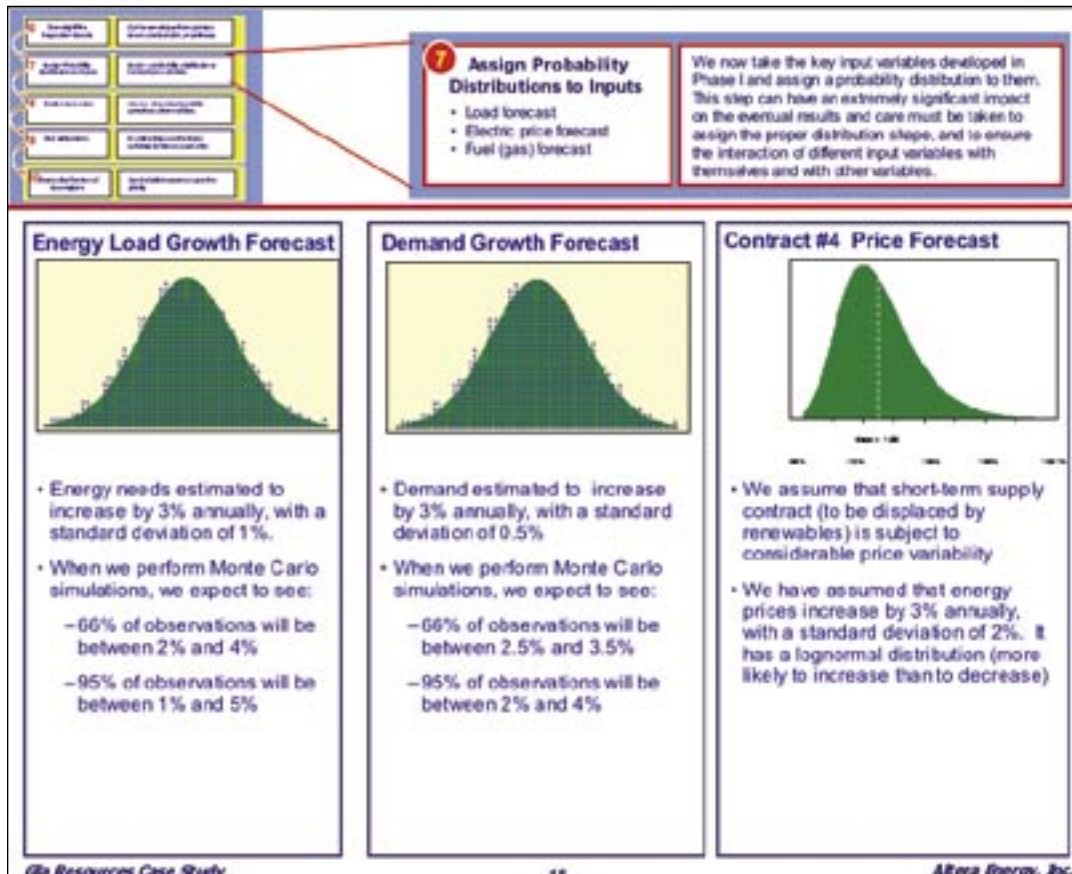 7
Assign Probability
Distributions to Inputs
• Load forecast
• Electric price forecast
• Fuel (gas) forecast
We now take the key input variables developed in
Phase I and assign a probability distribution to them.
This step can have an extremely significant impact
on the eventual results and care must be taken to
assign the proper distribution shape, and to ensure
the interaction of different input variables with
themselves and with other variables.
Energy Load Growth Forecast
• Energy needs estimated to
increase by 3% annually, with a
standard deviation of 1%.
• When we perform Monte Carlo
simulations, we expect to see:
–66% of observations will be
between 2% and 4%
–95% of observations will be
between 1% and 5%
Demand Growth Forecast
• Demand estimated to increase
by 3% annually, with a standard
deviation of 0.5%
• When we perform Monte Carlo
simulations, we expect to see:
–66% of observations will be
between 2.5% and 3.5%
–95% of observations will be
between 2% and 4%
Contract #4 Price Forecast
• We assume that short-term supply
contract (to be displaced by
renewables) is subject to
considerable price variability
• We have assumed that energy
prices increase by 3% annually,
with a standard deviation of 2%. It
has a lognormal distribution (more
likely to increase than to decrease)
Resources Case Study
Altera Energy, Inc.